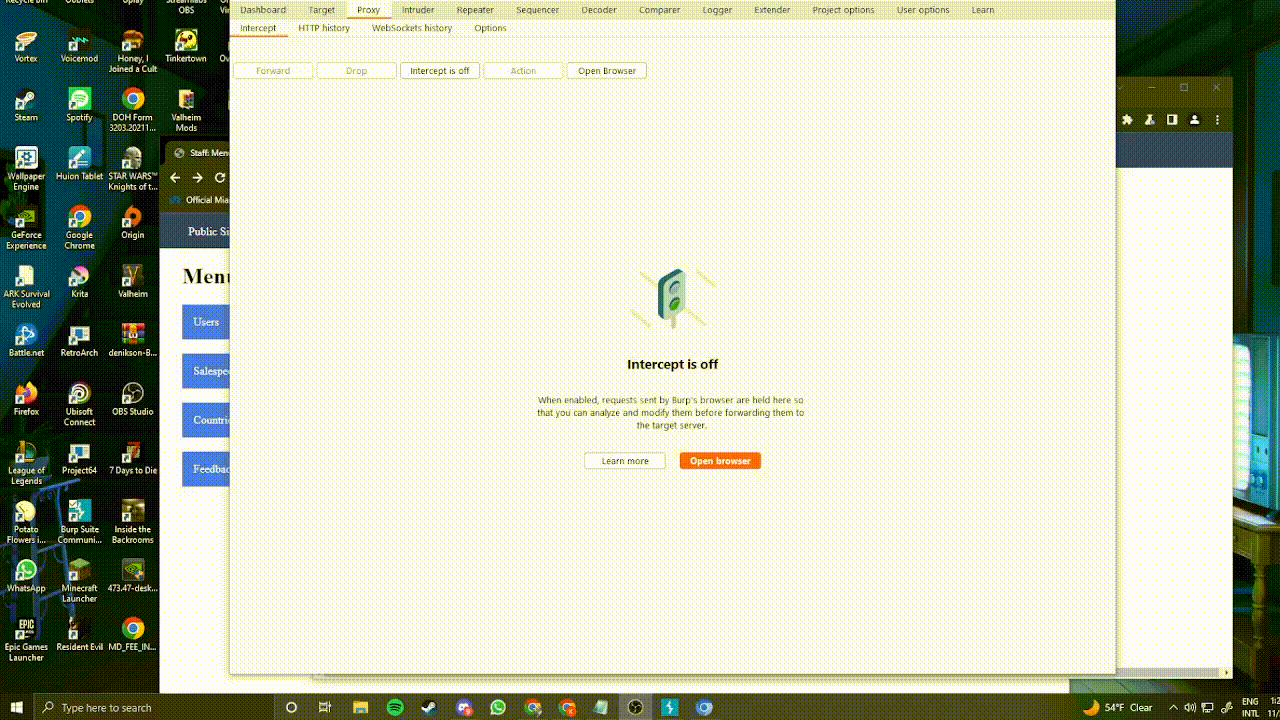 Dashboard Target Proxy Intruder Repeater Sequencer Decoder Comparer Logger Extender Project options User options Learn
Intercept HTTP history WebSockets history Options
Forward Drop Intercept is off Action Open Browser
Intercept is off
When enabled, requests sent by Burp's browser are held here so
that you can analyze and modify them before forwarding them to
the target server.
Learn more Open browser
Staff: Menu
Official Mia
Public Si
Menu
Users
Salespe
Countri
Feedbac
OBS
Vortex Voicemod Honey, I
Joined a Cult
Tinkertown
Steam Spotify DOH Form
3203.20211...
Valheim
Mods
Wallpaper
Engine
Huion Tablet STAR WARS™
Knights of t...
GeForce
Experience
Google
Chrome
Origin
ARK Survival
Evolved
Krita Valheim
Battle.net RetroArch denikson-B...
Firefox Ubisoft
Connect
OBS Studio
League of
Legends
Project64 7 Days to Die
Potato
Flowers i...
Burp Suite
Communi...
Inside the
Backrooms
WhatsApp Minecraft
Launcher
473.47-desk...
EPIC
GAMES
Epic Games
Launcher
Resident Evil MD_FEE_IN...
Type here to search
54°F Clear
ENG
INTL